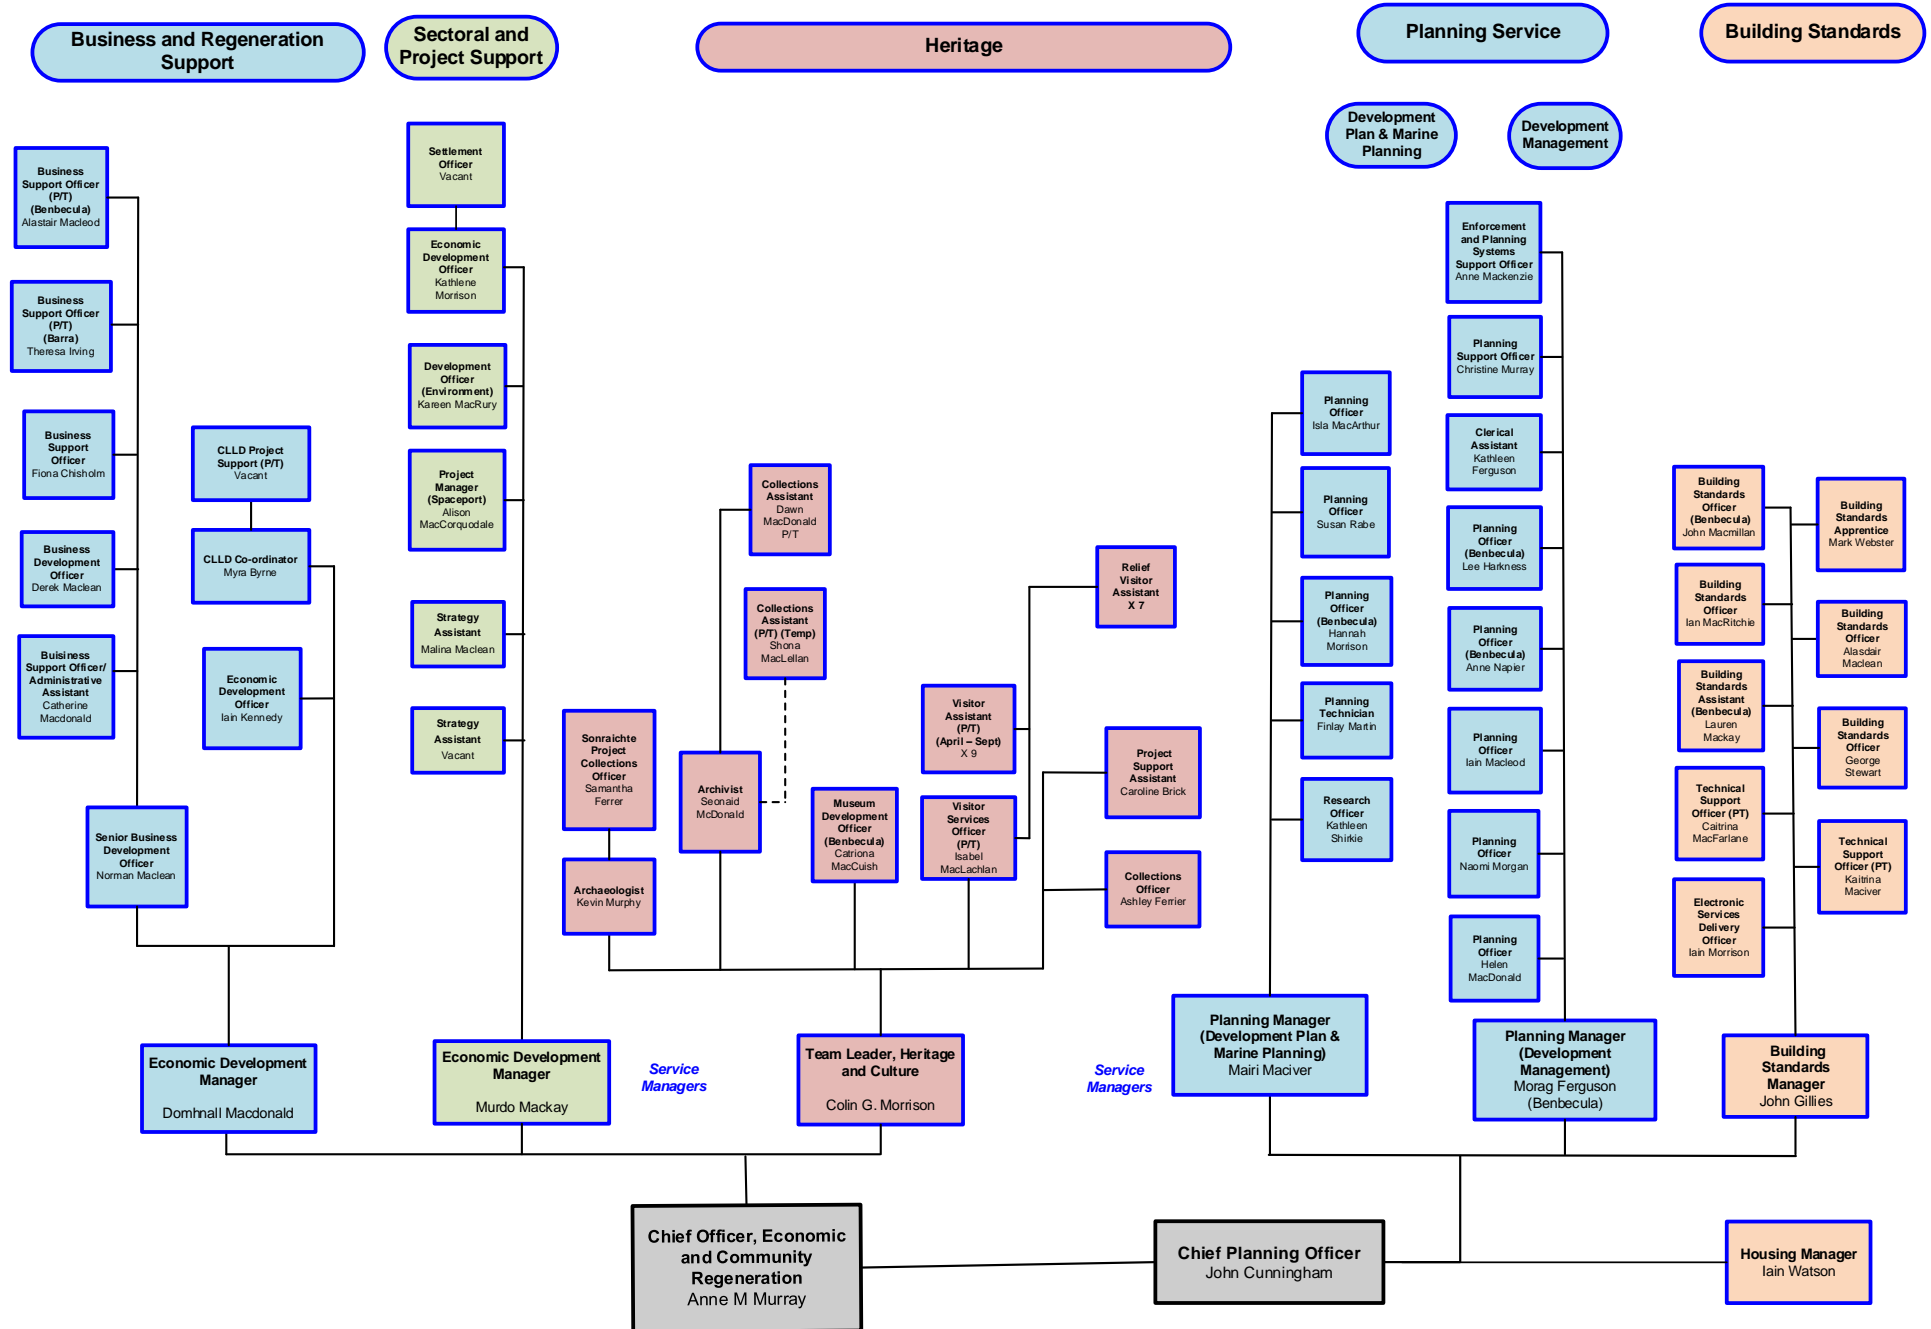 Business and Regeneration
Support
Sectoral and
Project Support
Heritage
Planning Service
Building Standards
Development
Plan & Marine
Planning
Development
Management
Business
Support Officer
(P/T)
(Benbecula)
Alastair Macleod
Business
Support Officer
(P/T)
(Barra)
Theresa Irving
Business
Support
Officer
Fiona Chisholm
Business
Development
Officer
Derek Maclean
Buisiness
Support Officer/
Administrative
Assistant
Catherine
Macdonald
CLLD Project
Support (P/T)
Vacant
CLLD Co-ordinator
Myra Byrne
Economic
Development
Officer
Iain Kennedy
Senior Business
Development
Officer
Norman Maclean
Economic Development
Manager
Domhnall Macdonald
Settlement
Officer
Vacant
Economic
Development
Officer
Kathlene
Morrison
Development
Officer
(Environment)
Kareen MacRury
Project
Manager
(Spaceport)
Alison
MacCorquodale
Strategy
Assistant
Malina Maclean
Strategy
Assistant
Vacant
Economic Development
Manager
Murdo Mackay
Service
Managers
Collections
Assistant
Dawn
MacDonald
P/T
Collections
Assistant
(P/T) (Temp)
Shona
MacLellan
Relief
Visitor
Assistant
X 7
Visitor
Assistant
(P/T)
(April – Sept)
X 9
Sonraichte
Project
Collections
Officer
Samantha
Ferrer
Archivist
Seonaid
McDonald
Museum
Development
Officer
(Benbecula)
Catriona
MacCuish
Visitor
Services
Officer
(P/T)
Isabel
MacLachlan
Project
Support
Assistant
Caroline Brick
Archaeologist
Kevin Murphy
Collections
Officer
Ashley Ferrier
Team Leader, Heritage
and Culture
Colin G. Morrison
Service
Managers
Planning
Officer
Isla MacArthur
Planning
Officer
Susan Rabe
Planning
Officer
(Benbecula)
Hannah
Morrison
Planning
Technician
Finlay Martin
Research
Officer
Kathleen
Shirkie
Planning Manager
(Development Plan &
Marine Planning)
Mairi Maciver
Enforcement
and Planning
Systems
Support Officer
Anne Mackenzie
Planning
Support Officer
Christine Murray
Clerical
Assistant
Kathleen
Ferguson
Planning
Officer
(Benbecula)
Lee Harkness
Planning
Officer
(Benbecula)
Anne Napier
Planning
Officer
Iain Macleod
Planning
Officer
Naomi Morgan
Planning
Officer
Helen
MacDonald
Planning Manager
(Development
Management)
Morag Ferguson
(Benbecula)
Building
Standards
Officer
(Benbecula)
John Macmillan
Building
Standards
Apprentice
Mark Webster
Building
Standards
Officer
Ian MacRitchie
Building
Standards
Officer
Alasdair
Maclean
Building
Standards
Assistant
(Benbecula)
Lauren
Mackay
Building
Standards
Officer
George
Stewart
Technical
Support
Officer (PT)
Caitrina
MacFarlane
Technical
Support
Officer (PT)
Kaitrina
Maciver
Electronic
Services
Delivery
Officer
Iain Morrison
Building
Standards
Manager
John Gillies
Chief Officer, Economic
and Community
Regeneration
Anne M Murray
Chief Planning Officer
John Cunningham
Housing Manager
Iain Watson